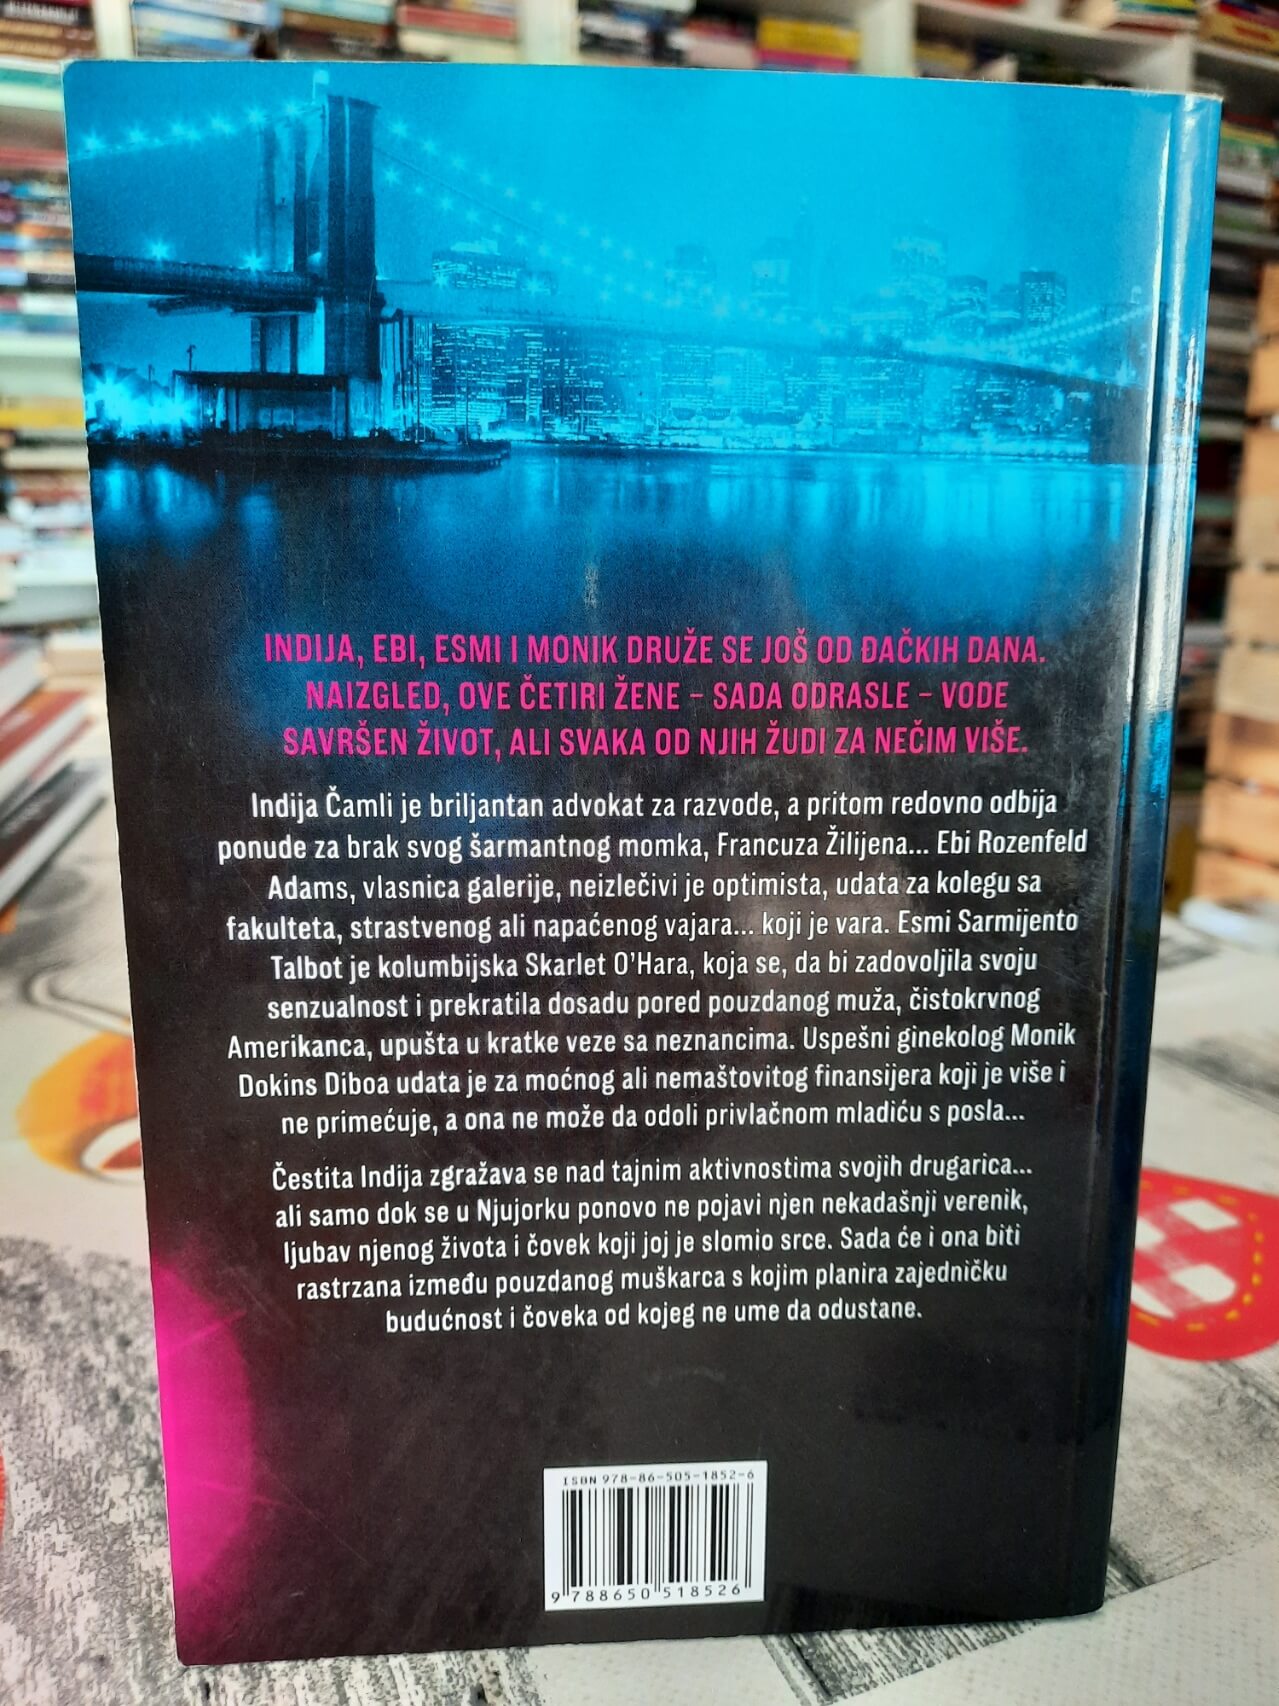 INDIJA, EBI, ESMI I MONIK DRUŽE SE JOŠ OD ĐAČKIH DANA.
NAIZGLED, OVE ČETIRI ŽENE – SADA ODRASLE – VODE
SAVRŠEN ŽIVOT, ALI SVAKA OD NJIH ŽUDI ZA NEČIM VIŠE.
Indija Čamli je briljantan advokat za razvode, a pritom redovno odbija
ponude za brak svog šarmantnog momka, Francuza Žilijena... Ebi Rozenfeld
Adams, vlasnica galerije, neizlečivi je optimista, udata za kolegu sa
fakulteta, strastvenog ali napaćenog vajara... koji je vara. Esmi Sarmijento
Talbot je kolumbijska Skarlet O'Hara, koja se, da bi zadovoljila svoju
senzualnost i prekratila dosadu pored pouzdanog muža, čistokrvnog
Amerikanca, upušta u kratke veze sa neznancima. Uspešni ginekolog Monik
Dokins Diboa udata je za moćnog ali nemaštovitog finansijera koji je više i
ne primećuje, a ona ne može da odoli privlačnom mladiću s posla...
Čestita Indija zgražava se nad tajnim aktivnostima svojih drugarica...
ali samo dok se u Njujorku ponovo ne pojavi njen nekadašnji verenik,
ljubav njenog života i čovek koji joj je slomio srce. Sada će i ona biti
rastrzana između pouzdanog muškarca s kojim planira zajedničku
budućnost i čoveka od kojeg ne ume da odustane.
ISBN 978-86-505-1852-6
9 788650 518526